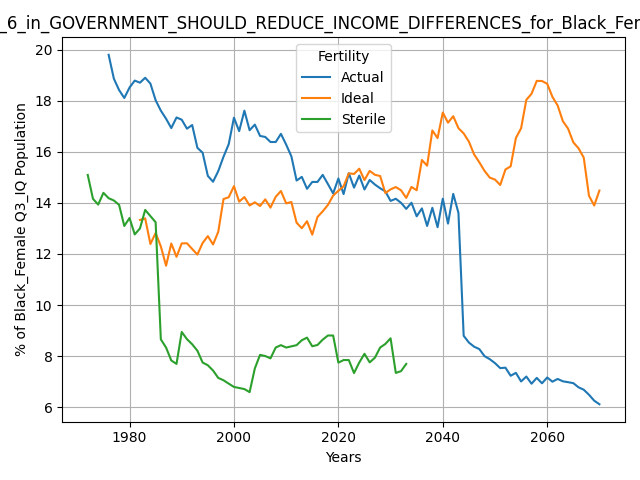 _6_in_GOVERNMENT_SHOULD_REDUCE_INCOME_DIFFERENCES_for_Black_Fer
Fertility
Actual
Ideal
Sterile
% of Black_Female Q3_IQ Population
20
18
16
14
12
10
8
6
1980
2000
2020
2040
2060
Years